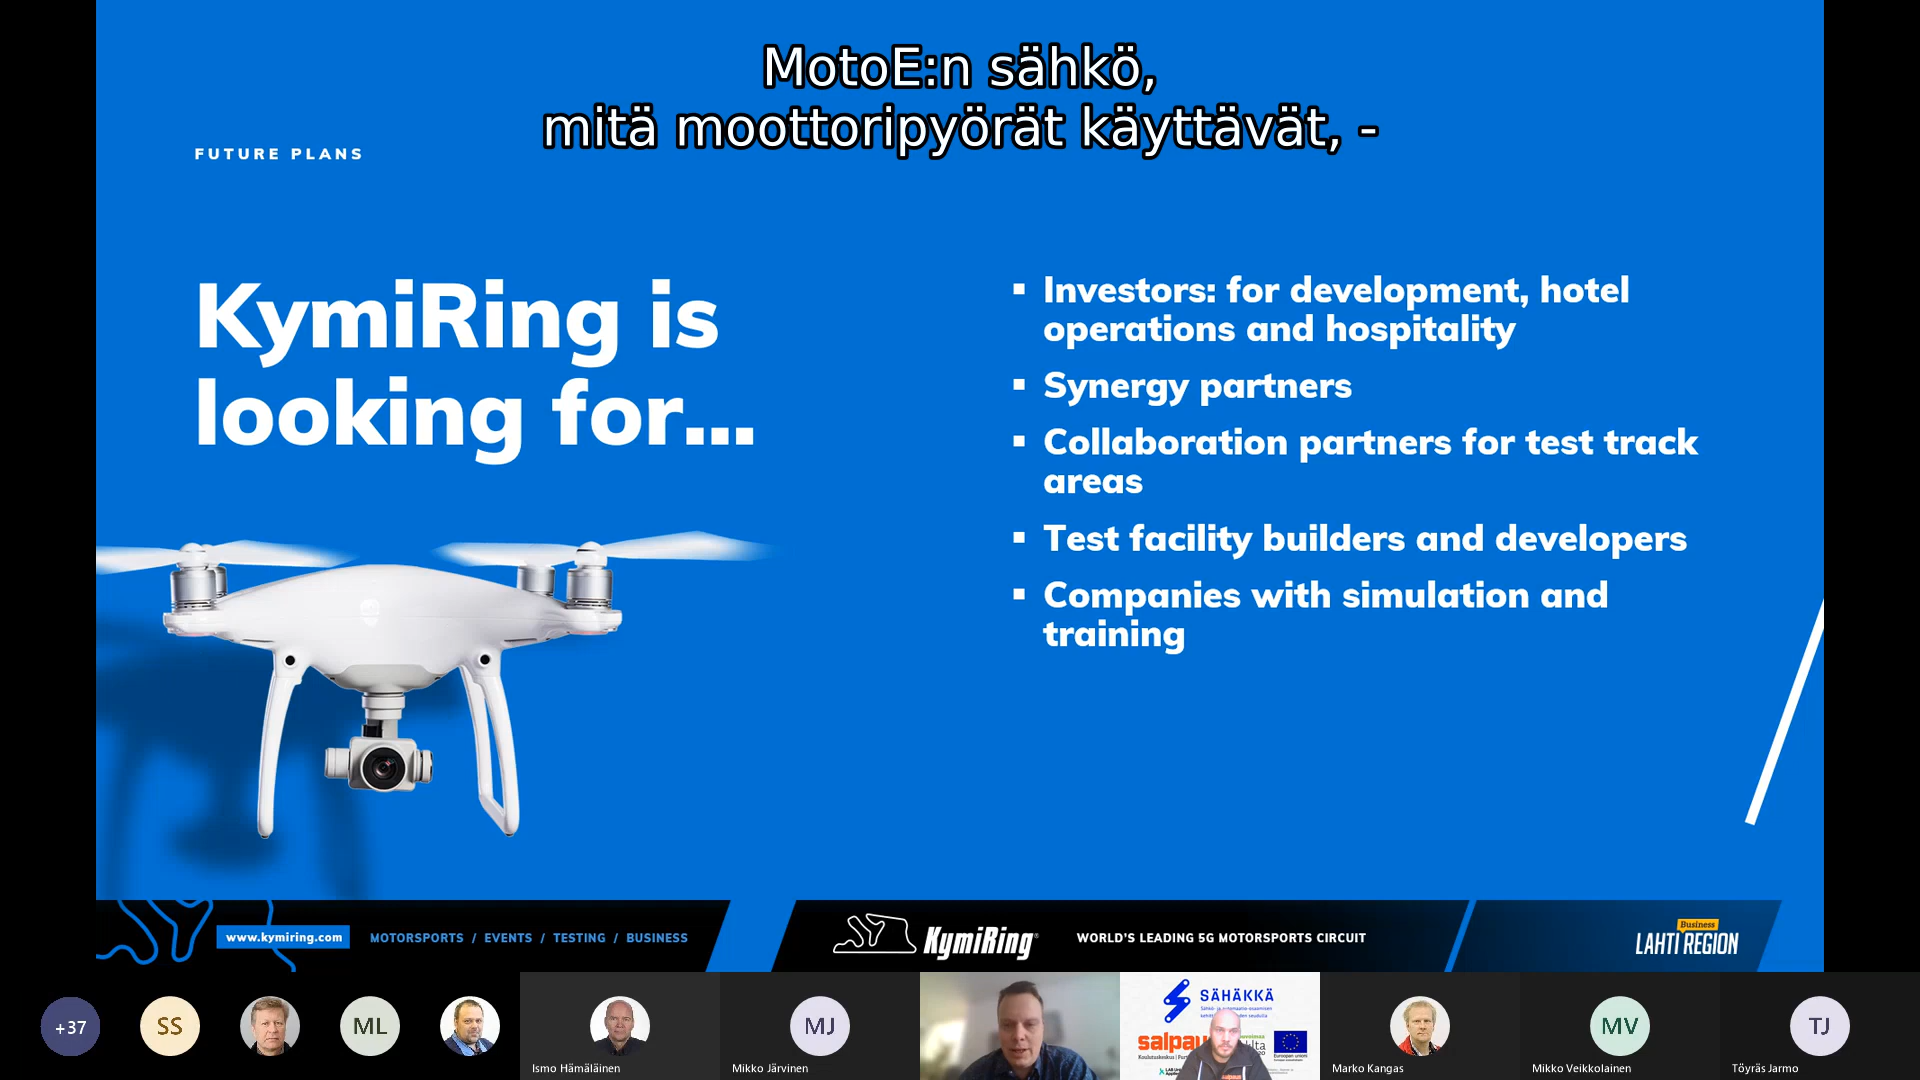 MotoE:n sähkö,
mitä moottoripyörät käyttävät, -
FUTURE PLANS
KymiRing is
looking for...
▪ Investors: for development, hotel
operations and hospitality
▪ Synergy partners
▪ Collaboration partners for test track
areas
▪ Test facility builders and developers
▪ Companies with simulation and
training
www.kymiring.com
MOTORSPORTS / EVENTS / TESTING / BUSINESS
KymiRing
WORLD'S LEADING 5G MOTORSPORTS CIRCUIT
Business
LAHTI REGION
+37
SS
ML
Ismo Hämäläinen
MJ
Mikko Järvinen
SÄHÄKKÄ
salpau
Euroopan unioni
Marko Kangas
MV
Mikko Veikkolainen
TJ
Töyräs Jarmo